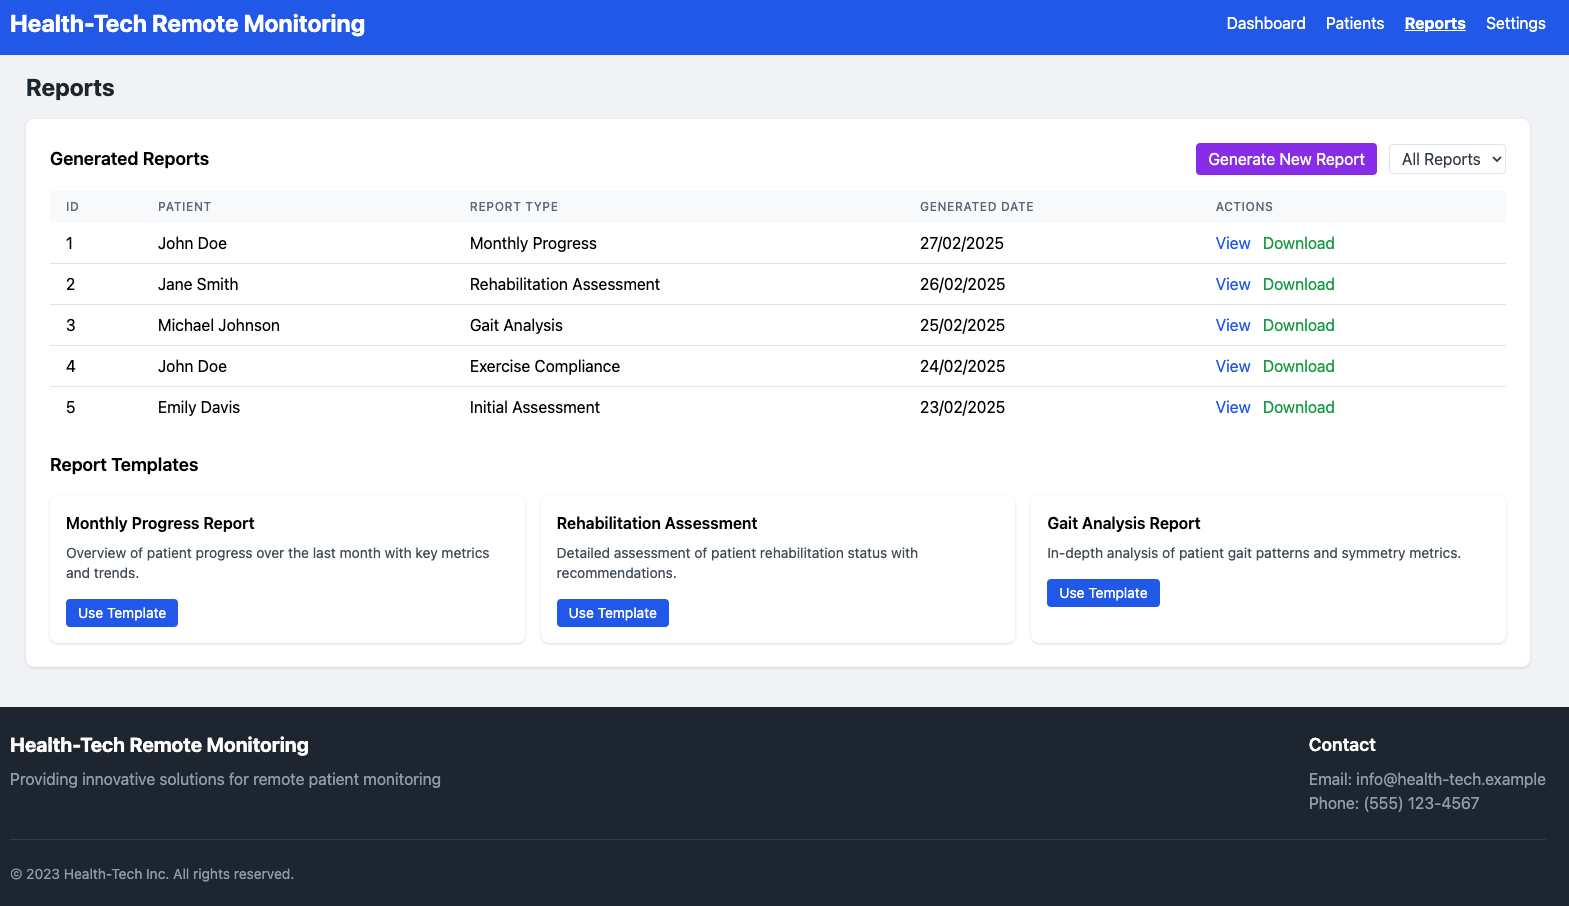 Health-Tech Remote Monitoring
Dashboard Patients Reports Settings
Reports
Generated Reports
Generate New Report
All Reports
ID PATIENT REPORT TYPE GENERATED DATE ACTIONS
1 John Doe Monthly Progress 27/02/2025 View Download
2 Jane Smith Rehabilitation Assessment 26/02/2025 View Download
3 Michael Johnson Gait Analysis 25/02/2025 View Download
4 John Doe Exercise Compliance 24/02/2025 View Download
5 Emily Davis Initial Assessment 23/02/2025 View Download
Report Templates
Monthly Progress Report
Overview of patient progress over the last month with key metrics
and trends.
Use Template
Rehabilitation Assessment
Detailed assessment of patient rehabilitation status with
recommendations.
Use Template
Gait Analysis Report
In-depth analysis of patient gait patterns and symmetry metrics.
Use Template
Health-Tech Remote Monitoring
Providing innovative solutions for remote patient monitoring
Contact
Email: info@health-tech.example
Phone: (555) 123-4567
© 2023 Health-Tech Inc. All rights reserved.